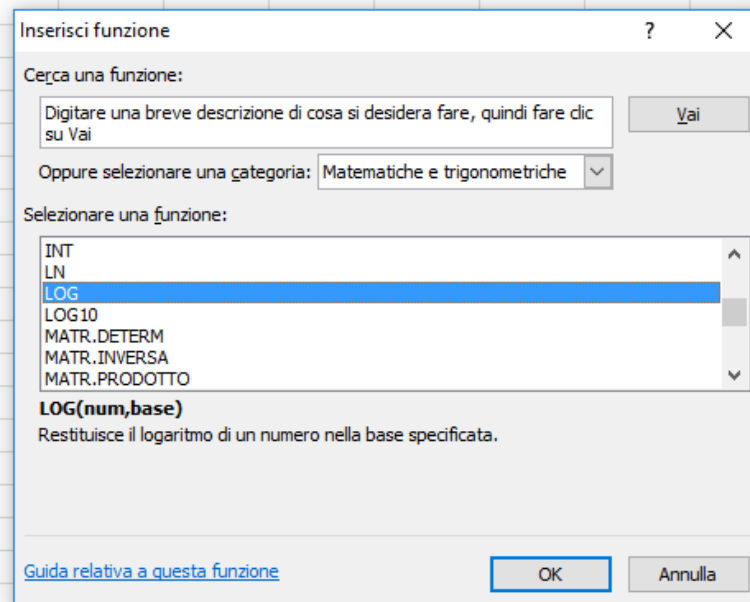 Inserisci funzione ?
Cerca una funzione:
Digitare una breve descrizione di cosa si desidera fare, quindi fare clic
su Vai
Vai
Oppure selezionare una categoria: Matematiche e trigonometriche
Selezionare una funzione:
INT
LN
LOG
LOG10
MATR.DETERM
MATR.INVERSA
MATR.PRODOTTO
LOG(num,base)
Restituisce il logaritmo di un numero nella base specificata.
Guida relativa a questa funzione
OK
Annulla